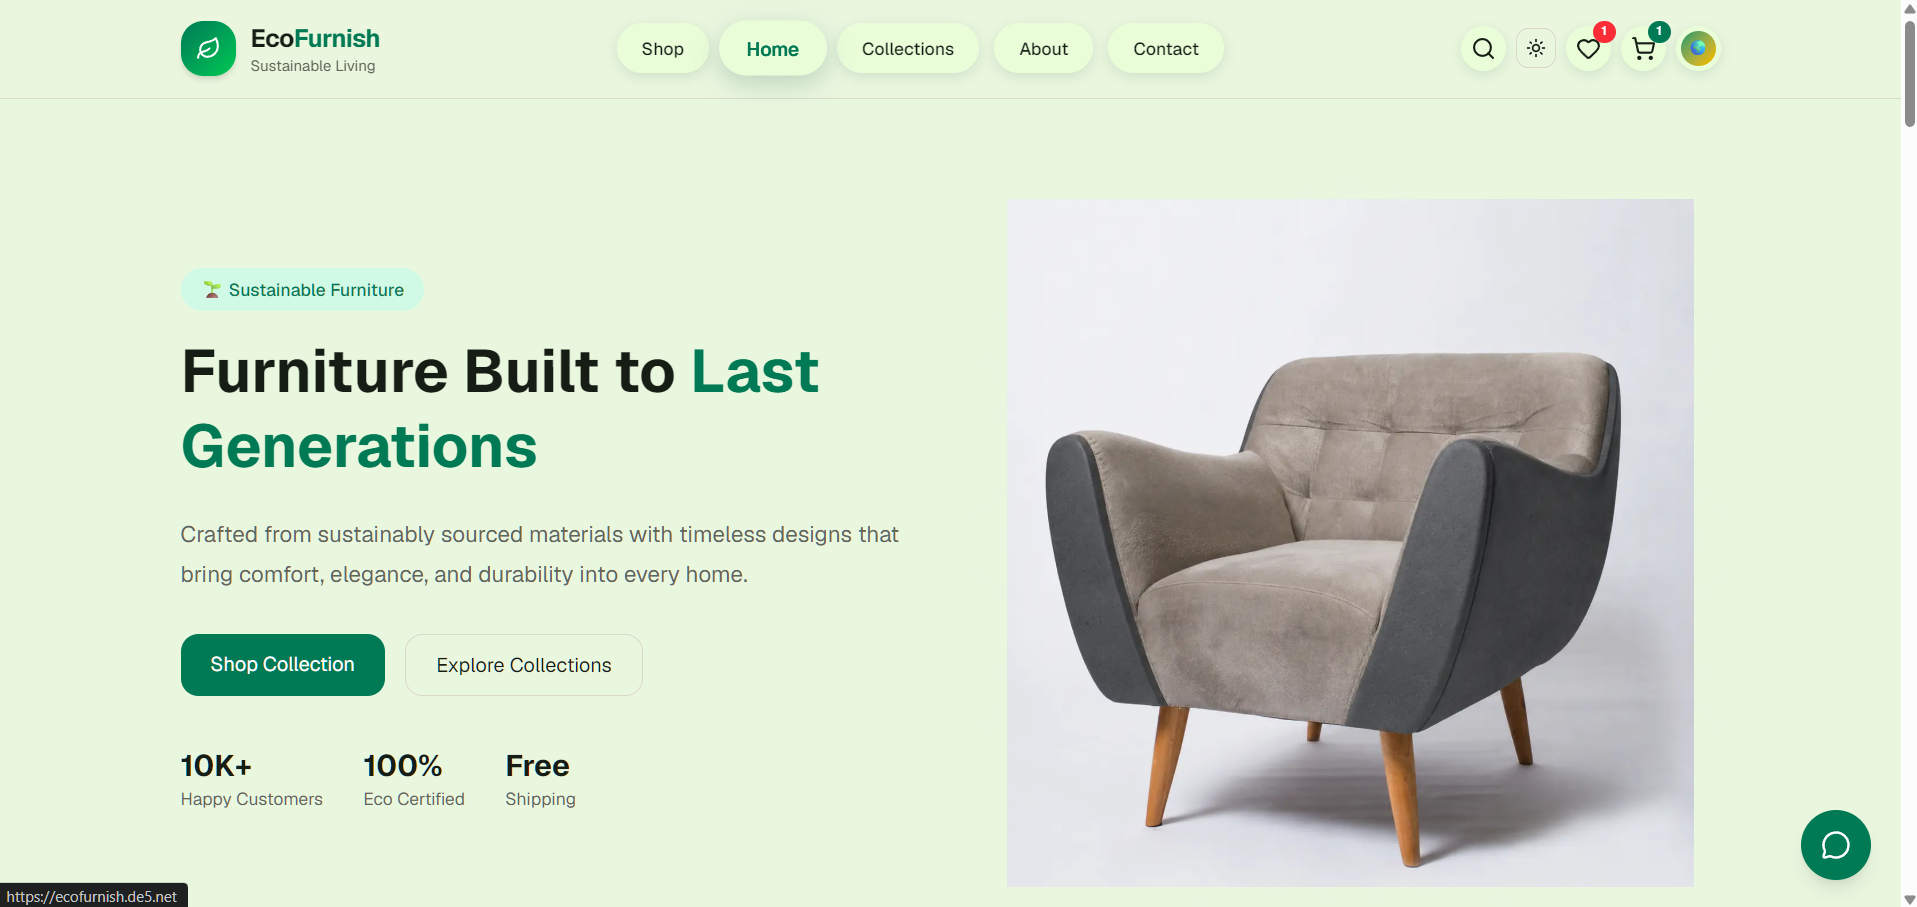 EcoFurnish
Sustainable Living
Shop
Home
Collections
About
Contact
1
1
Sustainable Furniture
Furniture Built to Last
Generations
Crafted from sustainably sourced materials with timeless designs that
bring comfort, elegance, and durability into every home.
Shop Collection
Explore Collections
10K+
Happy Customers
100%
Eco Certified
Free
Shipping
https://ecofurnish.de5.net